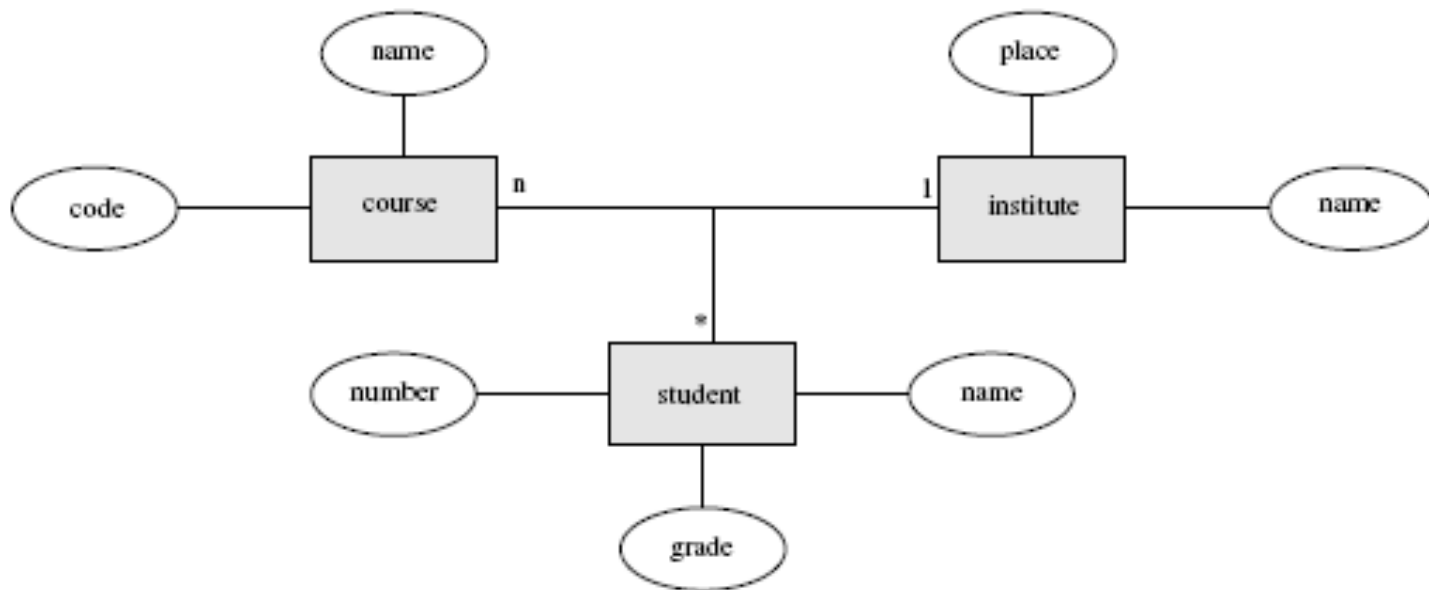 name
place
code
course
n
1
institute
name
*
number
student
name
grade